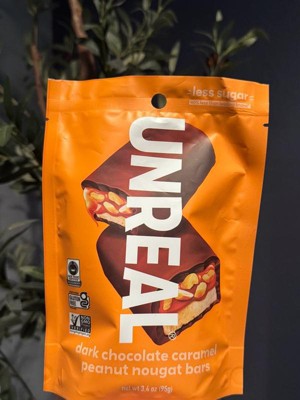 less sugar
UNREAL
dark chocolate caramel
peanut nougat bars
net wt 3.4 oz (95g)